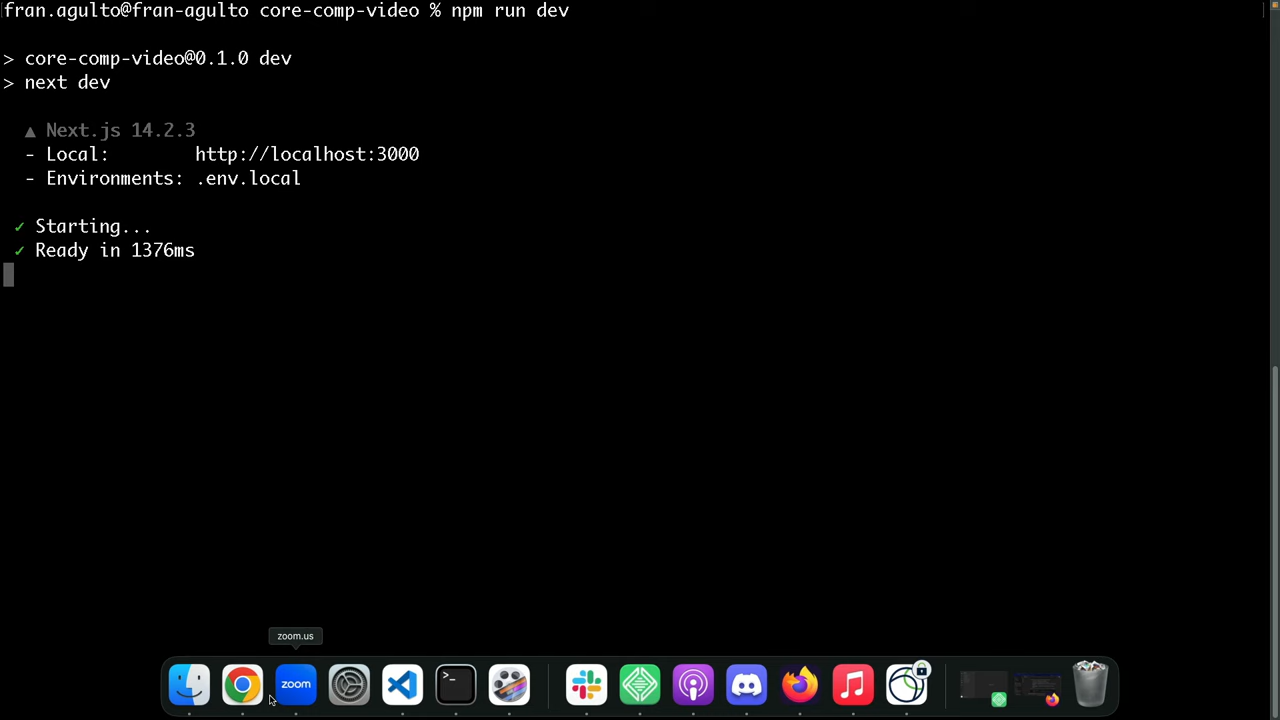 fran.agulto@fran-agulto core-comp-video % npm run dev
> core-comp-video@0.1.0 dev
> next dev
▲ Next.js 14.2.3
- Local: http://localhost:3000
- Environments: .env.local
✓ Starting...
✓ Ready in 1376ms
zoom.us
zoom
>_